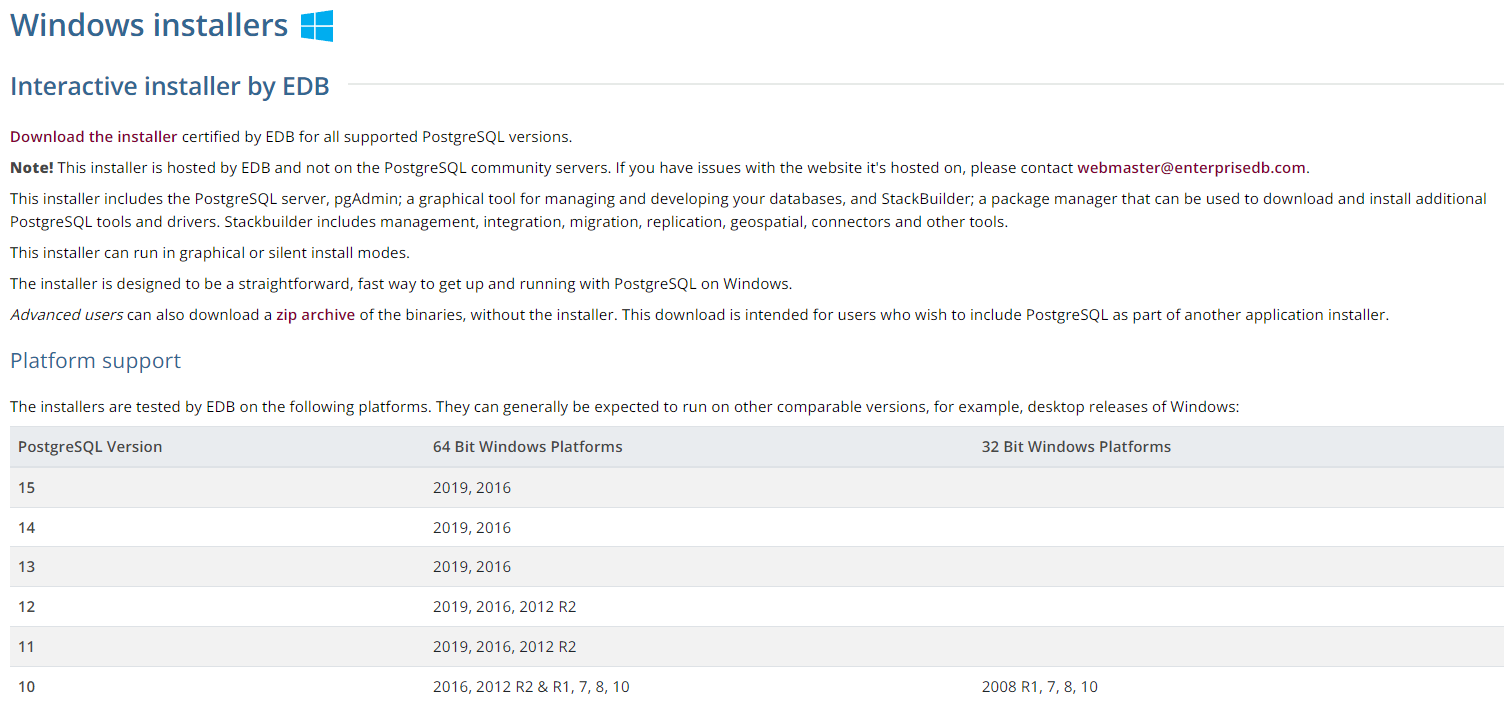 Windows installers
Interactive installer by EDB
Download the installer certified by EDB for all supported PostgreSQL versions.
Note! This installer is hosted by EDB and not on the PostgreSQL community servers. If you have issues with the website it's hosted on, please contact webmaster@enterprisedb.com.
This installer includes the PostgreSQL server, pgAdmin; a graphical tool for managing and developing your databases, and StackBuilder; a package manager that can be used to download and install additional
PostgreSQL tools and drivers. Stackbuilder includes management, integration, migration, replication, geospatial, connectors and other tools.
This installer can run in graphical or silent install modes.
The installer is designed to be a straightforward, fast way to get up and running with PostgreSQL on Windows.
Advanced users can also download a zip archive of the binaries, without the installer. This download is intended for users who wish to include PostgreSQL as part of another application installer.
Platform support
The installers are tested by EDB on the following platforms. They can generally be expected to run on other comparable versions, for example, desktop releases of Windows:
PostgreSQL Version 64 Bit Windows Platforms 32 Bit Windows Platforms
15 2019, 2016
14 2019, 2016
13 2019, 2016
12 2019, 2016, 2012 R2
11 2019, 2016, 2012 R2
10 2016, 2012 R2 & R1, 7, 8, 10 2008 R1, 7, 8, 10